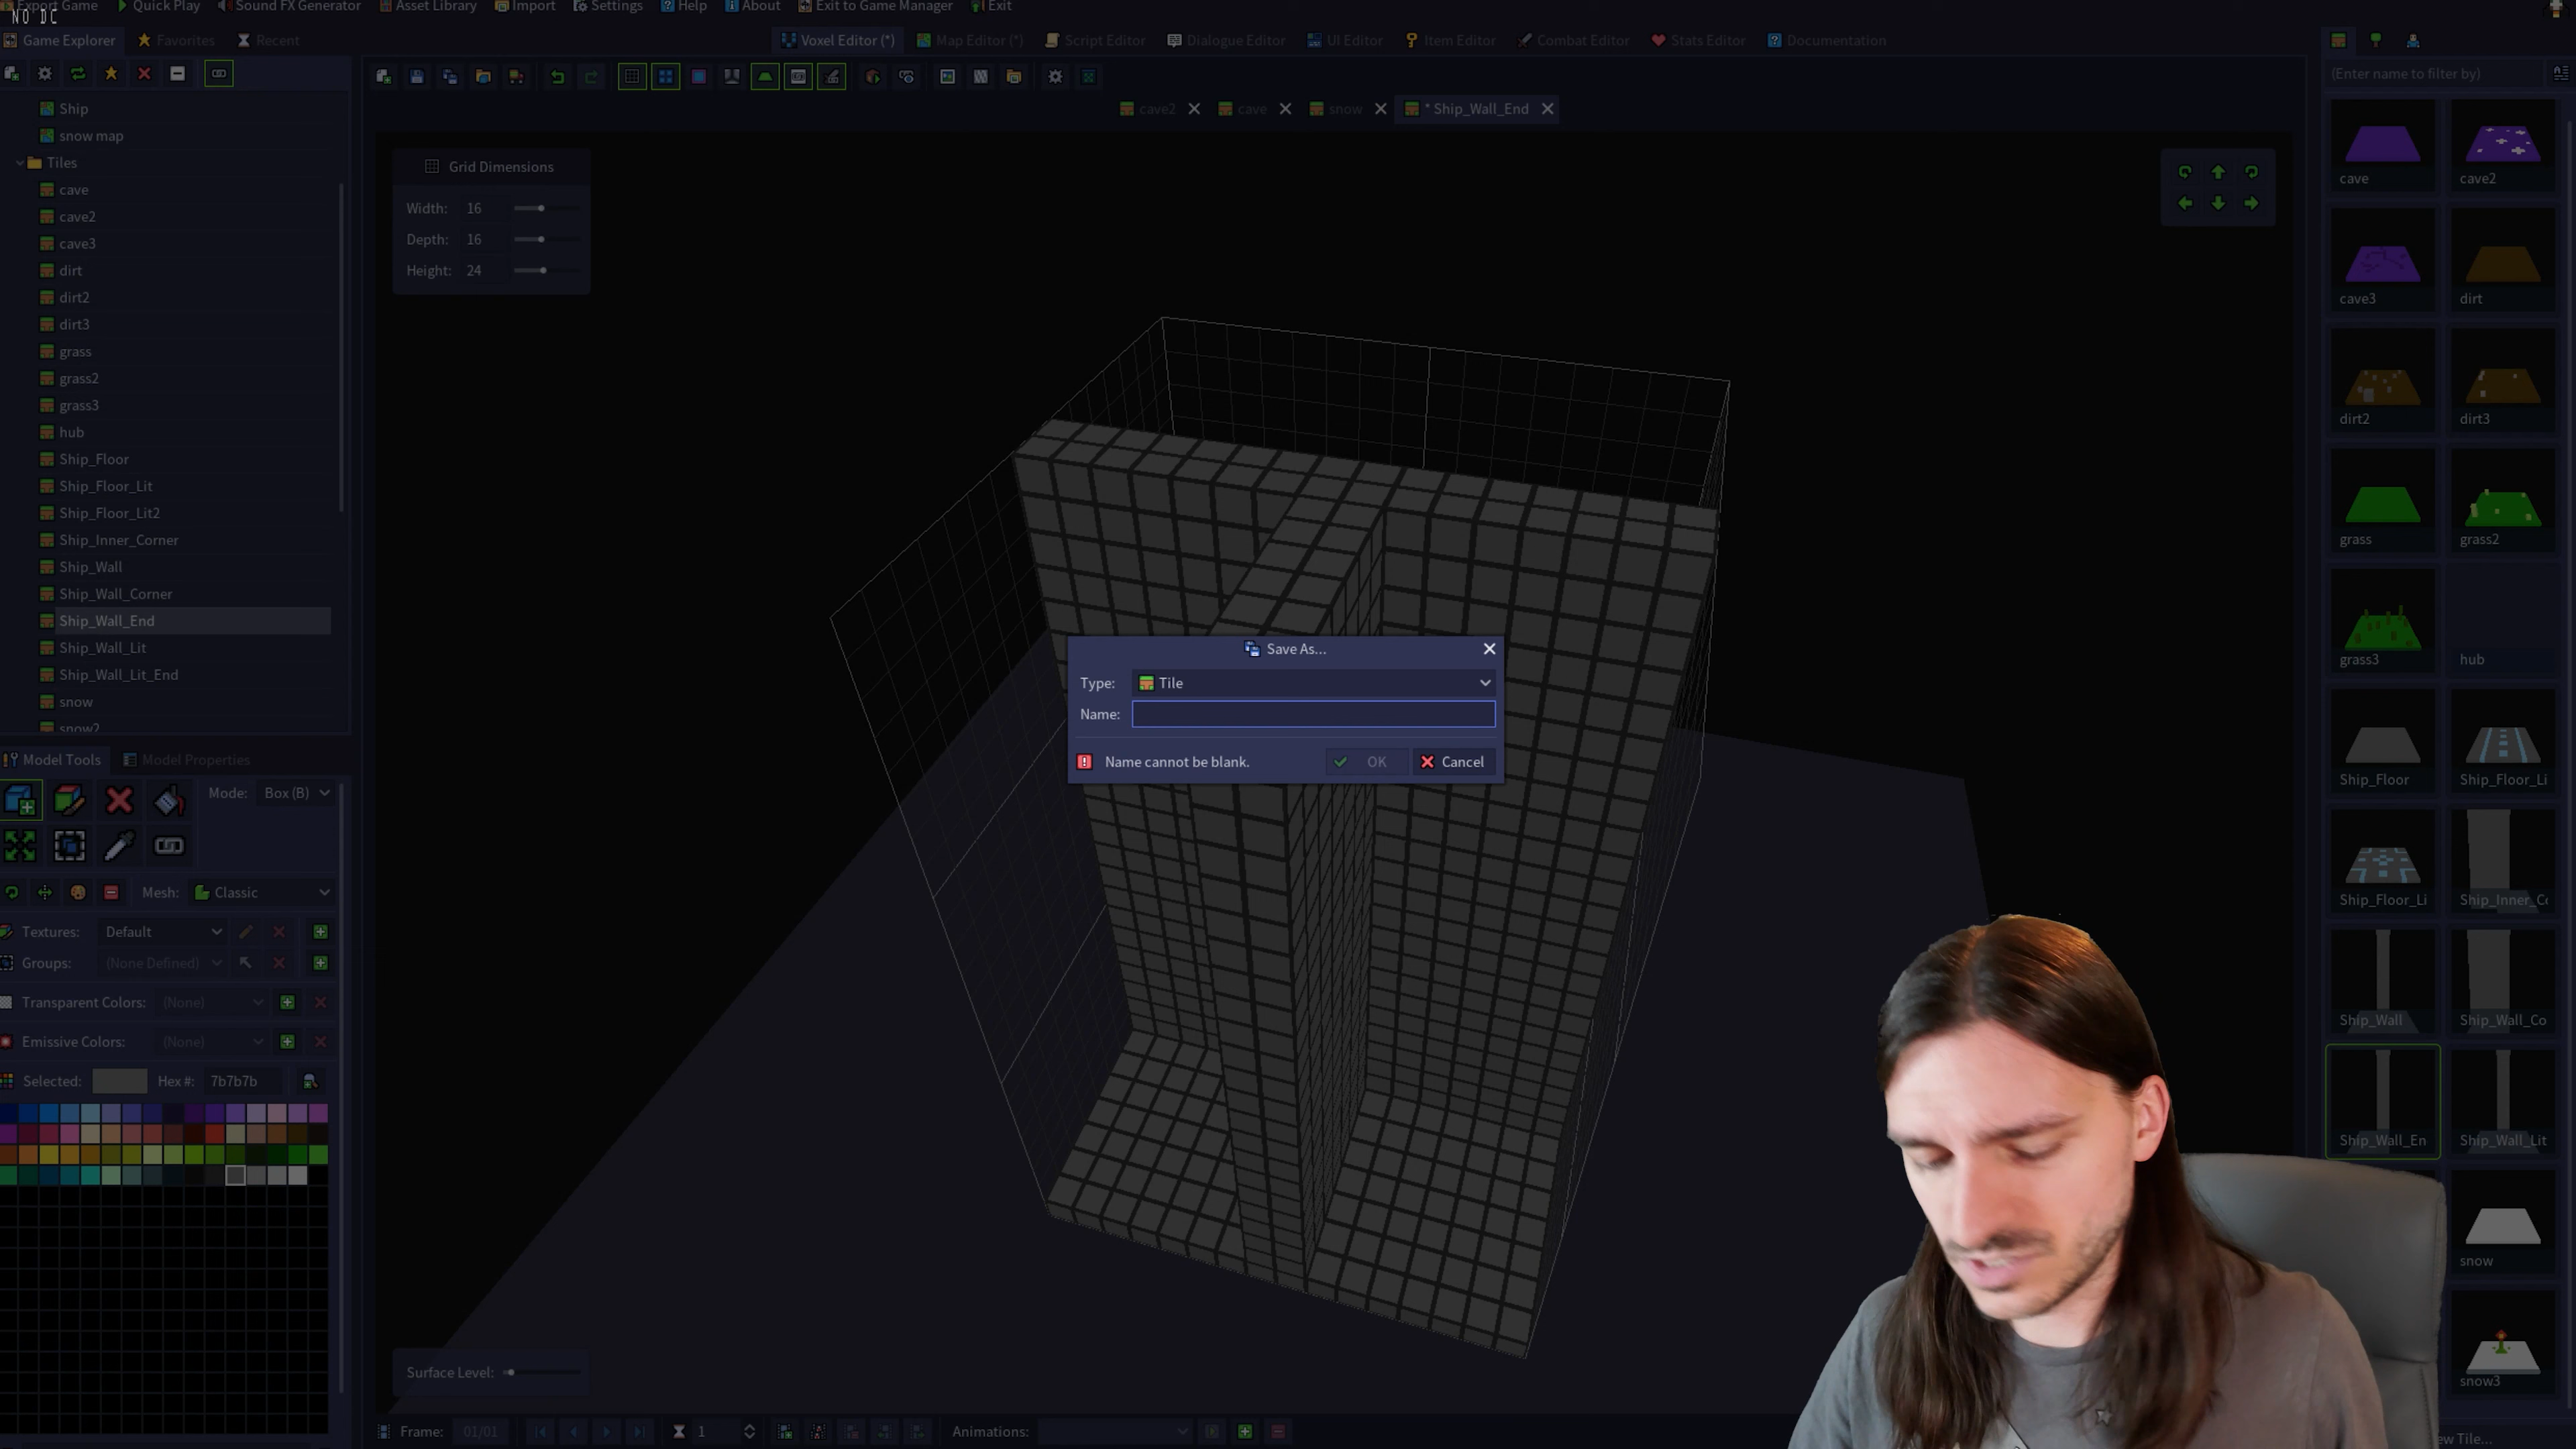 Export Game Quick Play Sound FX Generator Asset Library Import Settings Help About Exit to Game Manager Exit
NO DC
Game Explorer Favorites Recent
Voxel Editor (*) Map Editor (*) Script Editor Dialogue Editor UI Editor Item Editor Combat Editor Stats Editor Documentation
(Enter name to filter by)
cave2 cave snow * Ship_Wall_End
Ship
snow map
Tiles
cave
cave2
cave3
dirt
dirt2
dirt3
grass
grass2
grass3
hub
Ship_Floor
Ship_Floor_Lit
Ship_Floor_Lit2
Ship_Inner_Corner
Ship_Wall
Ship_Wall_Corner
Ship_Wall_End
Ship_Wall_Lit
Ship_Wall_Lit_End
snow
snow2
Grid Dimensions
Width: 16
Depth: 16
Height: 24
Save As...
Type: Tile
Name:
Name cannot be blank. OK Cancel
Model Tools Model Properties
Mode: Box (B)
Mesh: Classic
Textures: Default
Groups: (None Defined)
Transparent Colors: (None)
Emissive Colors: (None)
Selected: Hex #: 7b7b7b
Surface Level:
Frame: 01/01 1 Animations:
cave cave2
cave3 dirt
dirt2 dirt3
grass grass2
grass3 hub
Ship_Floor Ship_Floor_Li
Ship_Floor_Li Ship_Inner_Co
Ship_Wall Ship_Wall_Co
Ship_Wall_En Ship_Wall_Lit
snow
snow3
ew Tile...